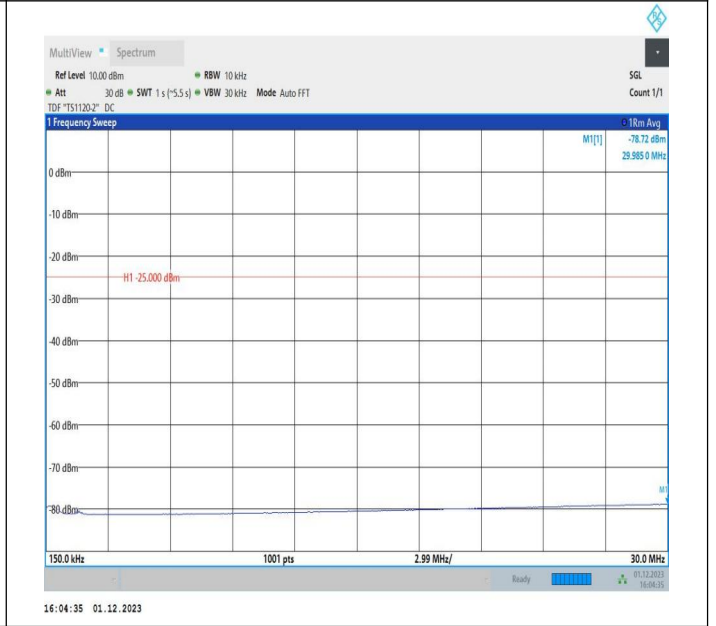 R&S
MultiView Spectrum
Ref Level 10.00 dBm RBW 10 kHz SGL
Att 30 dB SWT 1 s (~5.5 s) VBW 30 kHz Mode Auto FFT Count 1/1
TDF "TS1120-2" DC
1 Frequency Sweep 1Rm Avg
M1[1] -78.72 dBm
29.985 0 MHz
0 dBm
-10 dBm
-20 dBm
H1 -25.000 dBm
-30 dBm
-40 dBm
-50 dBm
-60 dBm
-70 dBm
M1
-80 dBm
150.0 kHz 1001 pts 2.99 MHz/ 30.0 MHz
Ready 01.12.2023
16:04:35
16:04:35 01.12.2023